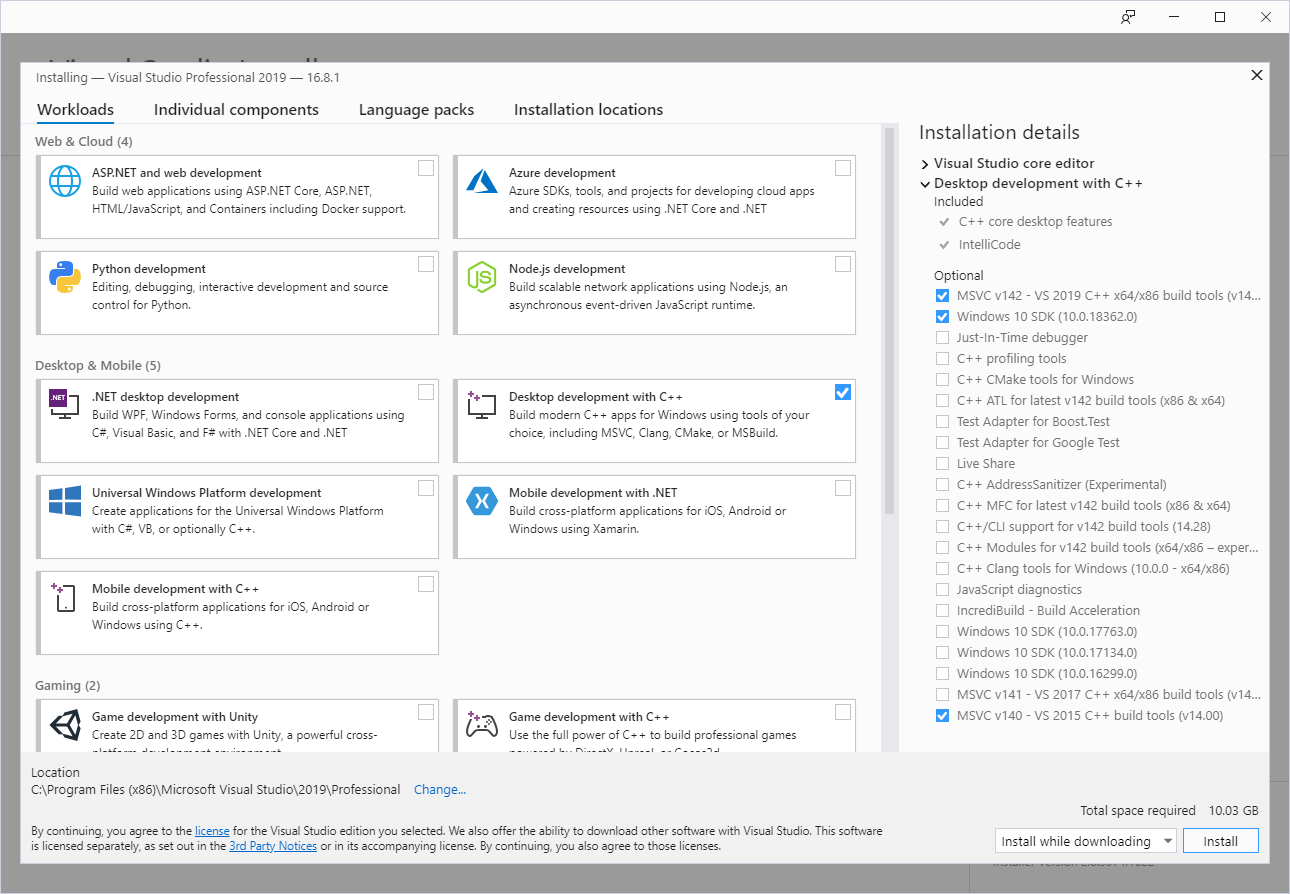 Installing — Visual Studio Professional 2019 — 16.8.1
Workloads
Individual components
Language packs
Installation locations
Web & Cloud (4)
ASP.NET and web development
Build web applications using ASP.NET Core, ASP.NET,
HTML/JavaScript, and Containers including Docker support.
Azure development
Azure SDKs, tools, and projects for developing cloud apps
and creating resources using .NET Core and .NET
Python development
Editing, debugging, interactive development and source
control for Python.
Node.js development
Build scalable network applications using Node.js, an
asynchronous event-driven JavaScript runtime.
Desktop & Mobile (5)
.NET
.NET desktop development
Build WPF, Windows Forms, and console applications using
C#, Visual Basic, and F# with .NET Core and .NET
Desktop development with C++
Build modern C++ apps for Windows using tools of your
choice, including MSVC, Clang, CMake, or MSBuild.
Universal Windows Platform development
Create applications for the Universal Windows Platform
with C#, VB, or optionally C++.
Mobile development with .NET
Build cross-platform applications for iOS, Android or
Windows using Xamarin.
Mobile development with C++
Build cross-platform applications for iOS, Android or
Windows using C++.
Gaming (2)
Game development with Unity
Create 2D and 3D games with Unity, a powerful cross-
platform development environment.
Game development with C++
Use the full power of C++ to build professional games
powered by DirectX, Unreal, or Cocos2d.
Installation details
Visual Studio core editor
Desktop development with C++
Included
C++ core desktop features
IntelliCode
Optional
MSVC v142 - VS 2019 C++ x64/x86 build tools (v14...
Windows 10 SDK (10.0.18362.0)
Just-In-Time debugger
C++ profiling tools
C++ CMake tools for Windows
C++ ATL for latest v142 build tools (x86 & x64)
Test Adapter for Boost.Test
Test Adapter for Google Test
Live Share
C++ AddressSanitizer (Experimental)
C++ MFC for latest v142 build tools (x86 & x64)
C++/CLI support for v142 build tools (14.28)
C++ Modules for v142 build tools (x64/x86 – exper...
C++ Clang tools for Windows (10.0.0 - x64/x86)
JavaScript diagnostics
IncrediBuild - Build Acceleration
Windows 10 SDK (10.0.17763.0)
Windows 10 SDK (10.0.17134.0)
Windows 10 SDK (10.0.16299.0)
MSVC v141 - VS 2017 C++ x64/x86 build tools (v14...
MSVC v140 - VS 2015 C++ build tools (v14.00)
Location
C:\Program Files (x86)\Microsoft Visual Studio\2019\Professional Change...
By continuing, you agree to the license for the Visual Studio edition you selected. We also offer the ability to download other software with Visual Studio. This software
is licensed separately, as set out in the 3rd Party Notices or in its accompanying license. By continuing, you also agree to those licenses.
Total space required 10.03 GB
Install while downloading
Install